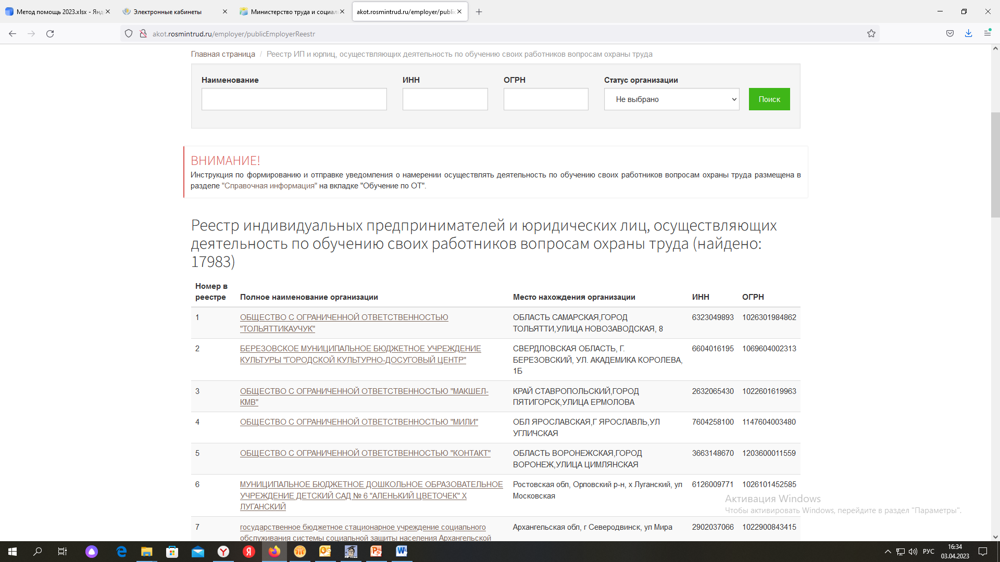 Метод помощь 2023.xlsx - Янд
Электронные кабинеты
Министерство труда и социал
akot.rosmintrud.ru/employer/public
akot.rosmintrud.ru/employer/publicEmployerReestr
Главная страница / Реестр ИП и юрлиц, осуществляющих деятельность по обучению своих работников вопросам охраны труда
Наименование ИНН ОГРН Статус организации
Не выбрано Поиск
ВНИМАНИЕ!
Инструкция по формированию и отправке уведомления о намерении осуществлять деятельность по обучению своих работников вопросам охраны труда размещена в
разделе "Справочная информация" на вкладке "Обучение по ОТ".
Реестр индивидуальных предпринимателей и юридических лиц, осуществляющих
деятельность по обучению своих работников вопросам охраны труда (найдено:
17983)
Номер в
реестре Полное наименование организации Место нахождения организации ИНН ОГРН
1 ОБЩЕСТВО С ОГРАНИЧЕННОЙ ОТВЕТСТВЕННОСТЬЮ ОБЛАСТЬ САМАРСКАЯ,ГОРОД 6323049893 1026301984862
"ТОЛЬЯТТИКАУЧУК" ТОЛЬЯТТИ,УЛИЦА НОВОЗАВОДСКАЯ, 8
2 БЕРЕЗОВСКОЕ МУНИЦИПАЛЬНОЕ БЮДЖЕТНОЕ УЧРЕЖДЕНИЕ СВЕРДЛОВСКАЯ ОБЛАСТЬ, Г. 6604016195 1069604002313
КУЛЬТУРЫ "ГОРОДСКОЙ КУЛЬТУРНО-ДОСУГОВЫЙ ЦЕНТР" БЕРЕЗОВСКИЙ, УЛ. АКАДЕМИКА КОРОЛЕВА,
1Б
3 ОБЩЕСТВО С ОГРАНИЧЕННОЙ ОТВЕТСТВЕННОСТЬЮ "МАКШЕЛ- КРАЙ СТАВРОПОЛЬСКИЙ,ГОРОД 2632065430 1022601619963
КМВ" ПЯТИГОРСК,УЛИЦА ЕРМОЛОВА
4 ОБЩЕСТВО С ОГРАНИЧЕННОЙ ОТВЕТСТВЕННОСТЬЮ "МИЛИ" ОБЛ ЯРОСЛАВСКАЯ,Г ЯРОСЛАВЛЬ,УЛ 7604258100 1147604003480
УГЛИЧСКАЯ
5 ОБЩЕСТВО С ОГРАНИЧЕННОЙ ОТВЕТСТВЕННОСТЬЮ "КОНТАКТ" ОБЛАСТЬ ВОРОНЕЖСКАЯ,ГОРОД 3663148670 1203600011559
ВОРОНЕЖ,УЛИЦА ЦИМЛЯНСКАЯ
6 МУНИЦИПАЛЬНОЕ БЮДЖЕТНОЕ ДОШКОЛЬНОЕ ОБРАЗОВАТЕЛЬНОЕ Ростовская обл, Орловский р-н, х Луганский, ул 6126009771 1026101452585
УЧРЕЖДЕНИЕ ДЕТСКИЙ САД № 6 "АЛЕНЬКИЙ ЦВЕТОЧЕК" Х Московская
ЛУГАНСКИЙ
7 государственное бюджетное стационарное учреждение социального Архангельская обл, г Северодвинск, ул Мира 2902037066 1022900843415
обслуживания системы социальной защиты населения Архангельской
Активация Windows
Чтобы активировать Windows, перейдите в раздел "Параметры".
РУС
16:34
03.04.2023